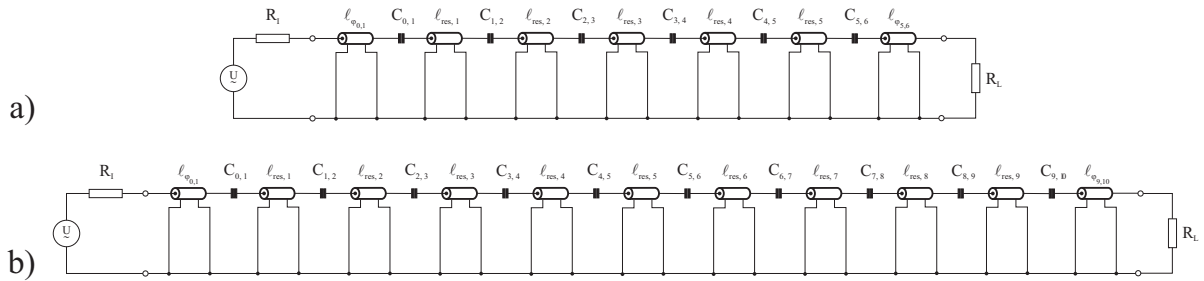 R_I ℓ_φ0,1 C_0,1 ℓ_res,1 C_1,2 ℓ_res,2 C_2,3 ℓ_res,3 C_3,4 ℓ_res,4 C_4,5 ℓ_res,5 C_5,6 ℓ_φ5,6
U
~
R_L
a)
R_I ℓ_φ0,1 C_0,1 ℓ_res,1 C_1,2 ℓ_res,2 C_2,3 ℓ_res,3 C_3,4 ℓ_res,4 C_4,5 ℓ_res,5 C_5,6 ℓ_res,6 C_6,7 ℓ_res,7 C_7,8 ℓ_res,8 C_8,9 ℓ_res,9 C_9,10 ℓ_φ9,10
U
~
R_L
b)